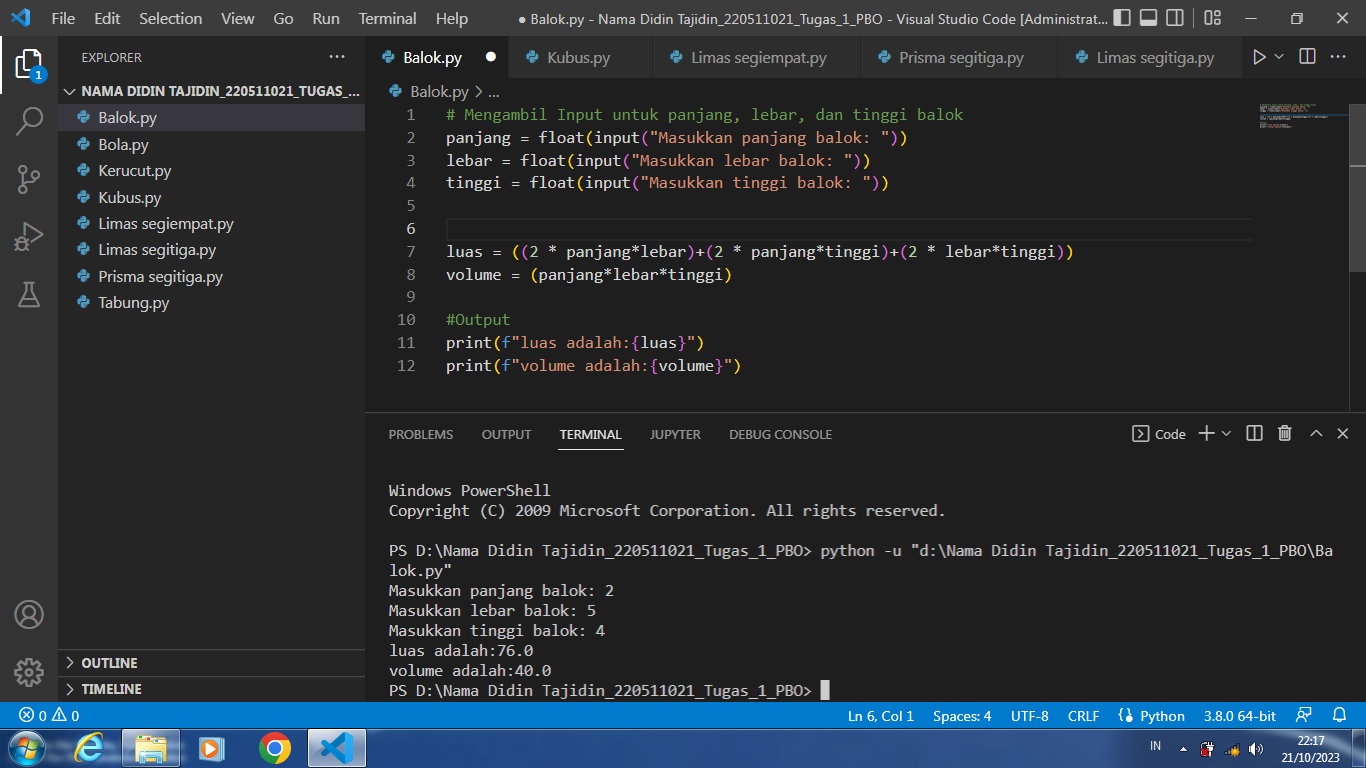 File Edit Selection View Go Run Terminal Help
● Balok.py - Nama Didin Tajidin_220511021_Tugas_1_PBO - Visual Studio Code [Administrat...
EXPLORER
NAMA DIDIN TAJIDIN_220511021_TUGAS_...
Balok.py
Bola.py
Kerucut.py
Kubus.py
Limas segiempat.py
Limas segitiga.py
Prisma segitiga.py
Tabung.py
OUTLINE
TIMELINE
1
Balok.py ● Kubus.py Limas segiempat.py Prisma segitiga.py Limas segitiga.py
Balok.py > ...
1 # Mengambil Input untuk panjang, lebar, dan tinggi balok
2 panjang = float(input("Masukkan panjang balok: "))
3 lebar = float(input("Masukkan lebar balok: "))
4 tinggi = float(input("Masukkan tinggi balok: "))
5
6
7 luas = ((2 * panjang*lebar)+(2 * panjang*tinggi)+(2 * lebar*tinggi))
8 volume = (panjang*lebar*tinggi)
9
10 #Output
11 print(f"luas adalah:{luas}")
12 print(f"volume adalah:{volume}")
PROBLEMS OUTPUT TERMINAL JUPYTER DEBUG CONSOLE
Code
Windows PowerShell
Copyright (C) 2009 Microsoft Corporation. All rights reserved.
PS D:\Nama Didin Tajidin_220511021_Tugas_1_PBO> python -u "d:\Nama Didin Tajidin_220511021_Tugas_1_PBO\Ba
lok.py"
Masukkan panjang balok: 2
Masukkan lebar balok: 5
Masukkan tinggi balok: 4
luas adalah:76.0
volume adalah:40.0
PS D:\Nama Didin Tajidin_220511021_Tugas_1_PBO>
0 0
Ln 6, Col 1 Spaces: 4 UTF-8 CRLF Python 3.8.0 64-bit
IN
22:17
21/10/2023